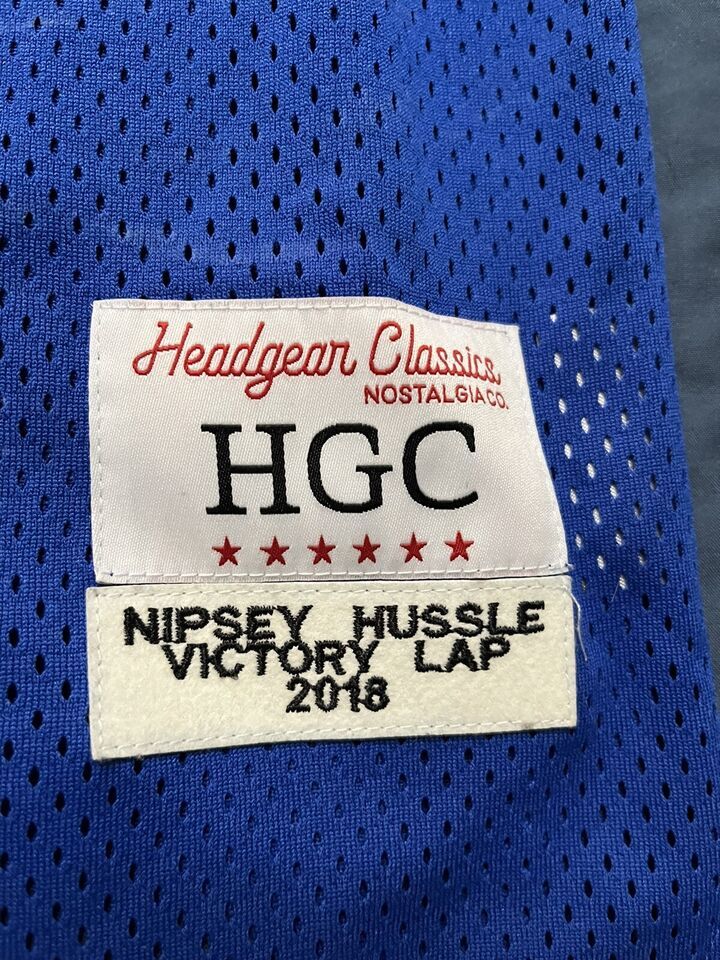 Headgear Classics
NOSTALGIA CO.
HGC
NIPSEY HUSSLE
VICTORY LAP
2018